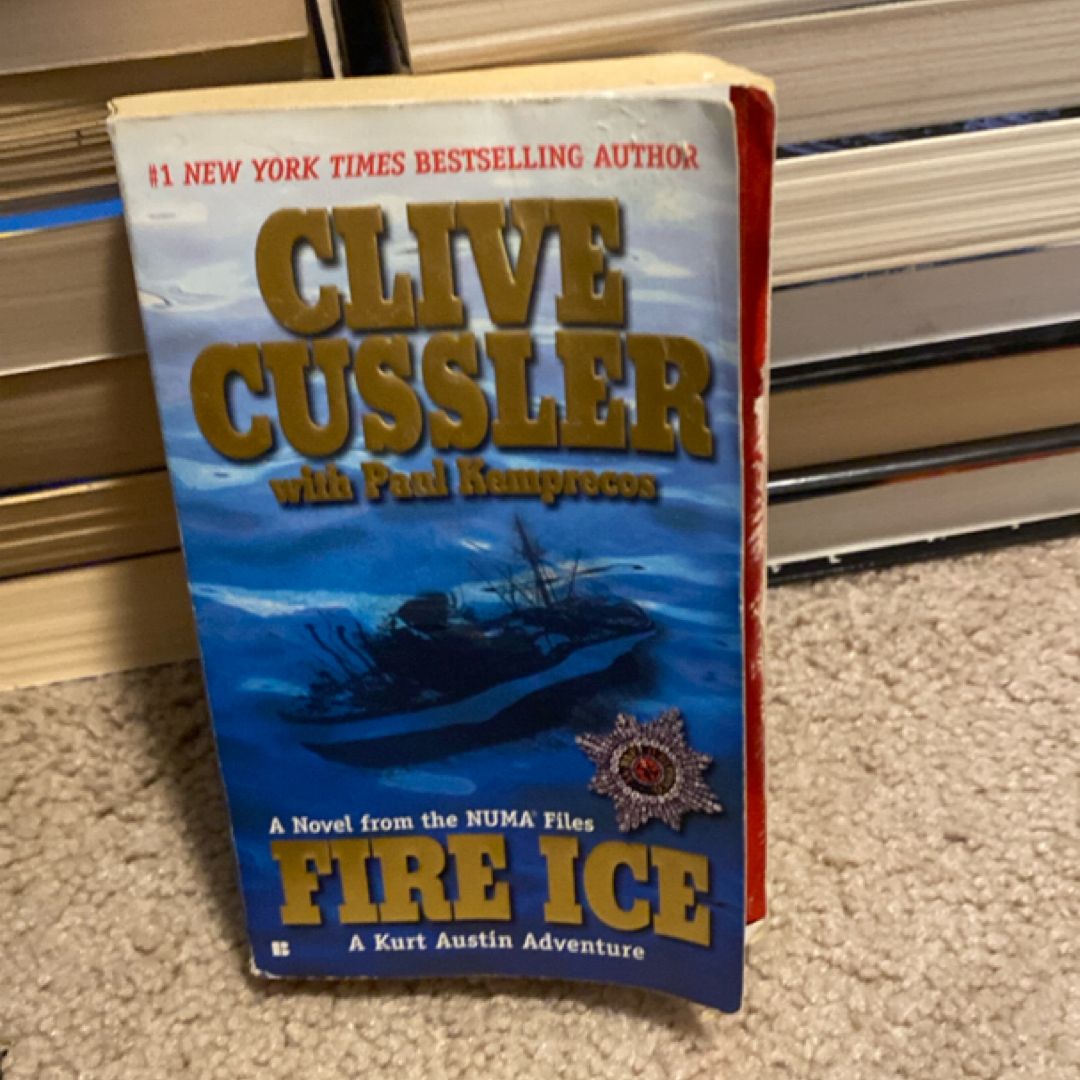 #1 NEW YORK TIMES BESTSELLING AUTHOR
CLIVE
CUSSLER
with Paul Kemprecos
A Novel from the NUMA® Files
FIRE ICE
A Kurt Austin Adventure
B